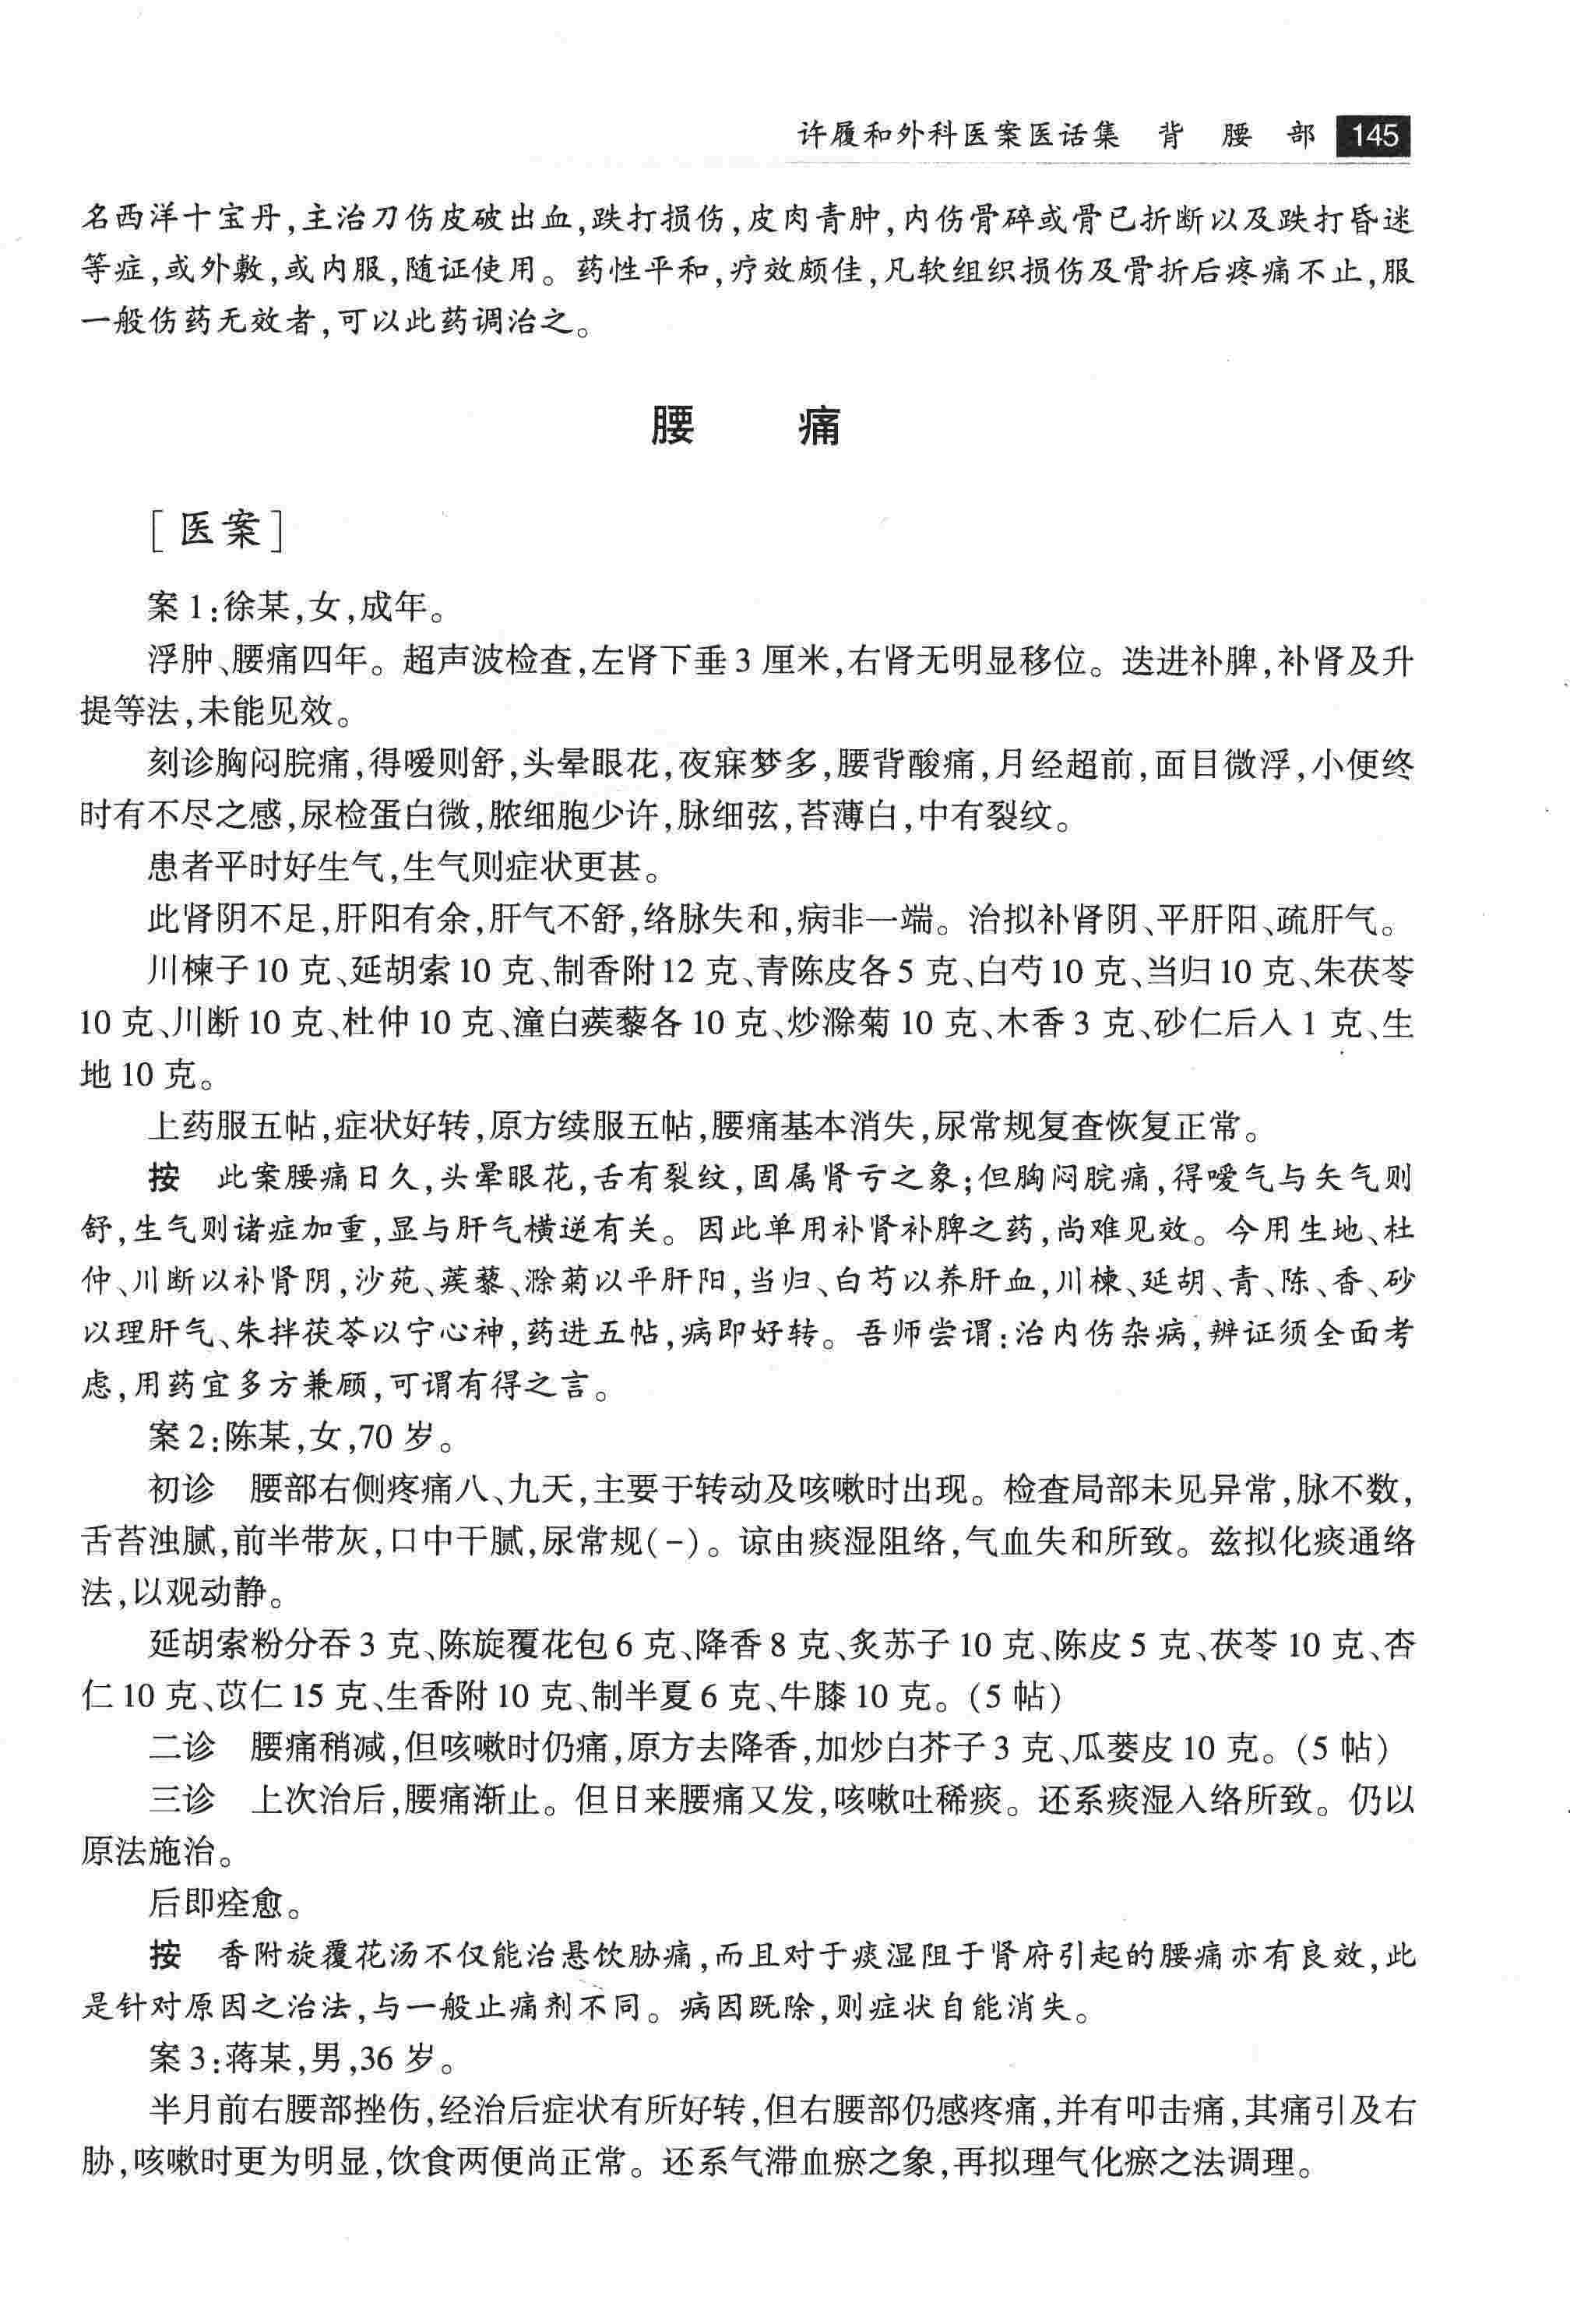 许履和外科医案医话集 背 腰 部 145
名西洋十宝丹,主治刀伤皮破出血,跌打损伤,皮肉青肿,内伤骨碎或骨已折断以及跌打昏迷
等症,或外敷,或内服,随证使用。药性平和,疗效颇佳,凡软组织损伤及骨折后疼痛不止,服
一般伤药无效者,可以此药调治之。
腰 痛
[医案]
案1:徐某,女,成年。
浮肿、腰痛四年。超声波检查,左肾下垂3厘米,右肾无明显移位。迭进补脾,补肾及升
提等法,未能见效。
刻诊胸闷脘痛,得嗳则舒,头晕眼花,夜寐梦多,腰背酸痛,月经超前,面目微浮,小便终
时有不尽之感,尿检蛋白微,脓细胞少许,脉细弦,苔薄白,中有裂纹。
患者平时好生气,生气则症状更甚。
此肾阴不足,肝阳有余,肝气不舒,络脉失和,病非一端。治拟补肾阴、平肝阳、疏肝气。
川楝子10克、延胡索10克、制香附12克、青陈皮各5克、白芍10克、当归10克、朱茯苓
10克、川断10克、杜仲10克、潼白蒺藜各10克、炒滁菊10克、木香3克、砂仁后入1克、生
地10克。
上药服五帖,症状好转,原方续服五帖,腰痛基本消失,尿常规复查恢复正常。
按 此案腰痛日久,头晕眼花,舌有裂纹,固属肾亏之象;但胸闷脘痛,得嗳气与矢气则
舒,生气则诸症加重,显与肝气横逆有关。因此单用补肾补脾之药,尚难见效。今用生地、杜
仲、川断以补肾阴,沙苑、蒺藜、滁菊以平肝阳,当归、白芍以养肝血,川楝、延胡、青、陈、香、砂
以理肝气、朱拌茯苓以宁心神,药进五帖,病即好转。吾师尝谓:治内伤杂病,辨证须全面考
虑,用药宜多方兼顾,可谓有得之言。
案2:陈某,女,70岁。
初诊 腰部右侧疼痛八、九天,主要于转动及咳嗽时出现。检查局部未见异常,脉不数,
舌苔浊腻,前半带灰,口中干腻,尿常规(-)。谅由痰湿阻络,气血失和所致。兹拟化痰通络
法,以观动静。
延胡索粉分吞3克、陈旋覆花包6克、降香8克、炙苏子10克、陈皮5克、茯苓10克、杏
仁10克、苡仁15克、生香附10克、制半夏6克、牛膝10克。(5帖)
二诊 腰痛稍减,但咳嗽时仍痛,原方去降香,加炒白芥子3克、瓜蒌皮10克。(5帖)
三诊 上次治后,腰痛渐止。但日来腰痛又发,咳嗽吐稀痰。还系痰湿入络所致。仍以
原法施治。
后即痊愈。
按 香附旋覆花汤不仅能治悬饮胁痛,而且对于痰湿阻于肾府引起的腰痛亦有良效,此
是针对原因之治法,与一般止痛剂不同。病因既除,则症状自能消失。
案3:蒋某,男,36岁。
半月前右腰部挫伤,经治后症状有所好转,但右腰部仍感疼痛,并有叩击痛,其痛引及右
胁,咳嗽时更为明显,饮食两便尚正常。还系气滞血瘀之象,再拟理气化瘀之法调理。